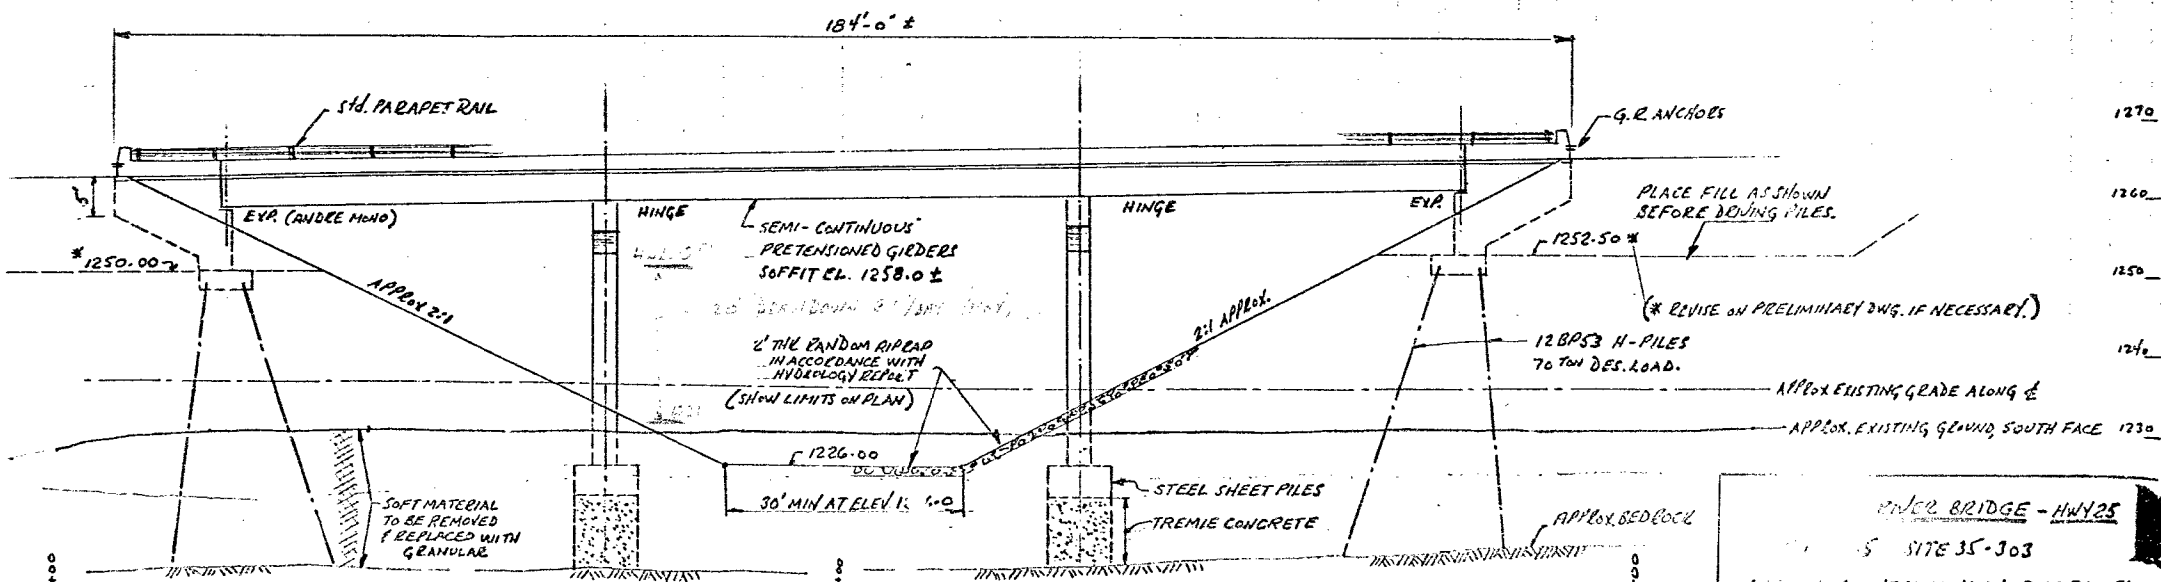 184'-0" ±
Std. PARAPET RAIL
G.R. ANCHORS
1270
5'
EXP. (ANDRE MONO)
HINGE
HINGE
EXP.
PLACE FILL AS SHOWN
BEFORE DRIVING PILES.
1260
SEMI-CONTINUOUS
PRETENSIONED GIRDERS
SOFFIT EL. 1258.0 ±
* 1250.00
1252.50 *
1250
(* REVISE ON PRELIMINARY DWG. IF NECESSARY.)
APPROX 2:1
2:1 APPROX.
2' THK RANDOM RIPRAP
IN ACCORDANCE WITH
HYDROLOGY REPORT
(SHOW LIMITS ON PLAN)
12BP53 H-PILES
70 TON DES. LOAD.
1240
APPROX EXISTING GRADE ALONG ℄
APPROX. EXISTING GROUND, SOUTH FACE
1230
1226.00
30' MIN AT ELEV
STEEL SHEET PILES
TREMIE CONCRETE
SOFT MATERIAL
TO BE REMOVED
& REPLACED WITH
GRANULAR
APPROX BEDROCK
RIVER BRIDGE - HWY 25
SITE 35-303